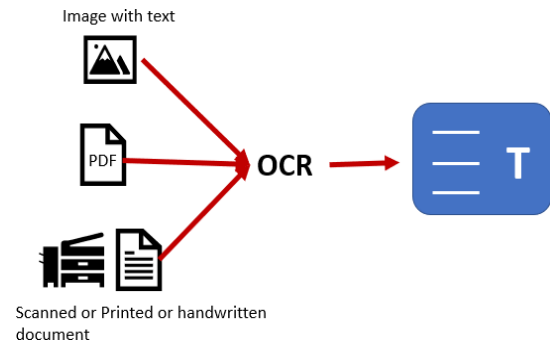 Image with text
PDF
OCR
T
Scanned or Printed or handwritten
document